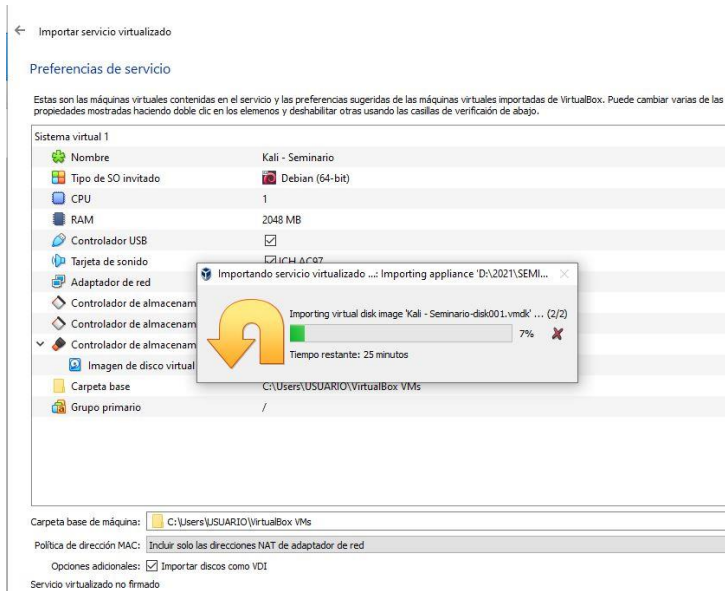 Importar servicio virtualizado
Preferencias de servicio
Estas son las máquinas virtuales contenidas en el servicio y las preferencias sugeridas de las máquinas virtuales importadas de VirtualBox. Puede cambiar varias de las
propiedades mostradas haciendo doble clic en los elemenos y deshabilitar otras usando las casillas de verificaión de abajo.
Sistema virtual 1
Nombre Kali - Seminario
Tipo de SO invitado Debian (64-bit)
CPU 1
RAM 2048 MB
Controlador USB
Tarjeta de sonido ICH AC97
Adaptador de red
Controlador de almacenam
Controlador de almacenam
Controlador de almacenam
Imagen de disco virtual
Carpeta base C:\Users\USUARIO\VirtualBox VMs
Grupo primario /
Importando servicio virtualizado ...: Importing appliance 'D:\2021\SEMI...
Importing virtual disk image 'Kali - Seminario-disk001.vmdk' ... (2/2)
7%
Tiempo restante: 25 minutos
Carpeta base de máquina: C:\Users\USUARIO\VirtualBox VMs
Política de dirección MAC: Incluir solo las direcciones NAT de adaptador de red
Opciones adicionales: Importar discos como VDI
Servicio virtualizado no firmado